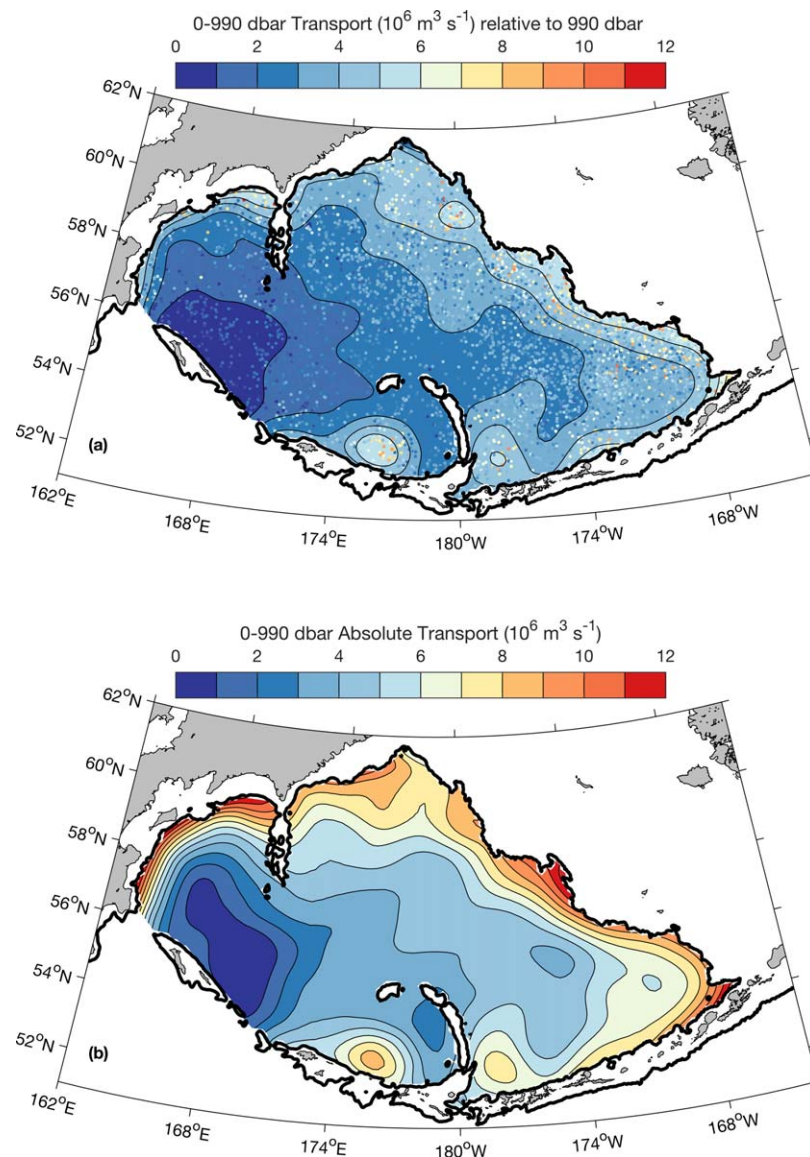 0-990 dbar Transport (10⁶ m³ s⁻¹) relative to 990 dbar
0 2 4 6 8 10 12
62°N
60°N
58°N
56°N
54°N
52°N
(a)
162°E
168°E
174°E
180°W
174°W
168°W
0-990 dbar Absolute Transport (10⁶ m³ s⁻¹)
0 2 4 6 8 10 12
62°N
60°N
58°N
56°N
54°N
52°N
(b)
162°E
168°E
174°E
180°W
174°W
168°W